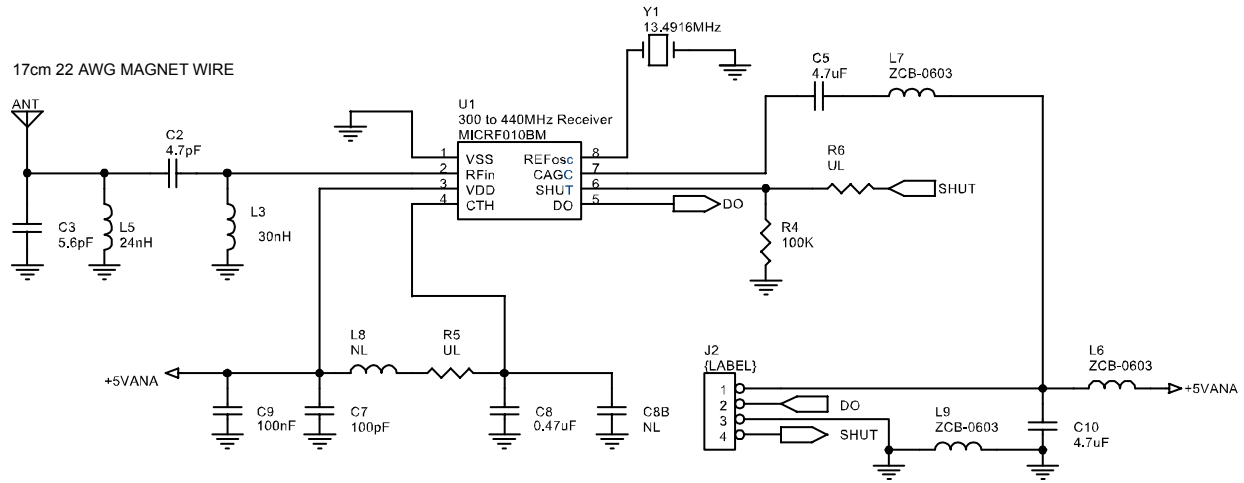 Y1
13.4916MHz
17cm 22 AWG MAGNET WIRE
C5
4.7uF
L7
ZCB-0603
ANT
U1
300 to 440MHz Receiver
MICRF010BM
C2
4.7pF
1 VSS REFosc 8
2 RFin CAGC 7
3 VDD SHUT 6
4 CTH DO 5
R6
UL
SHUT
DO
C3
5.6pF
L5
24nH
L3
30nH
R4
100K
L8
NL
R5
UL
+5VANA
C9
100nF
C7
100pF
C8
0.47uF
C8B
NL
J2
{LABEL}
1
2
3
4
DO
SHUT
L6
ZCB-0603
+5VANA
L9
ZCB-0603
C10
4.7uF